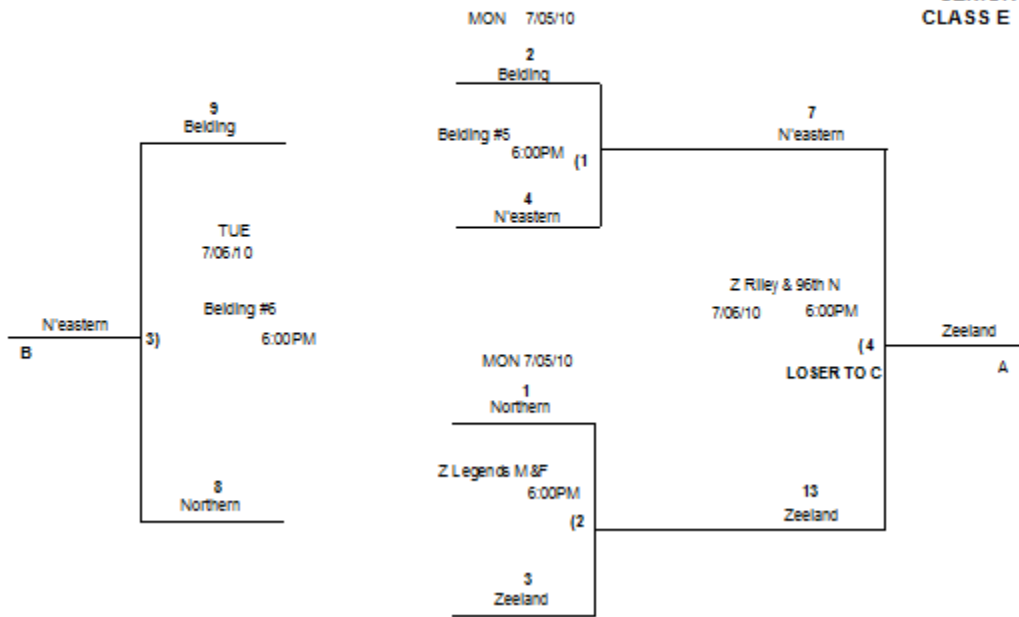 CLASS E
MON 7/05/10
2
Belding
9
Belding
7
N'eastern
Belding #5
6:00PM
(1
4
N'eastern
TUE
7/06/10
Z Riley & 96th N
7/06/10 6:00PM
Belding #6
6:00PM
N'eastern
B
3)
(4
Zeeland
A
LOSER TO C
MON 7/05/10
1
Northern
Z Legends M&F
6:00PM
(2
8
Northern
13
Zeeland
3
Zeeland